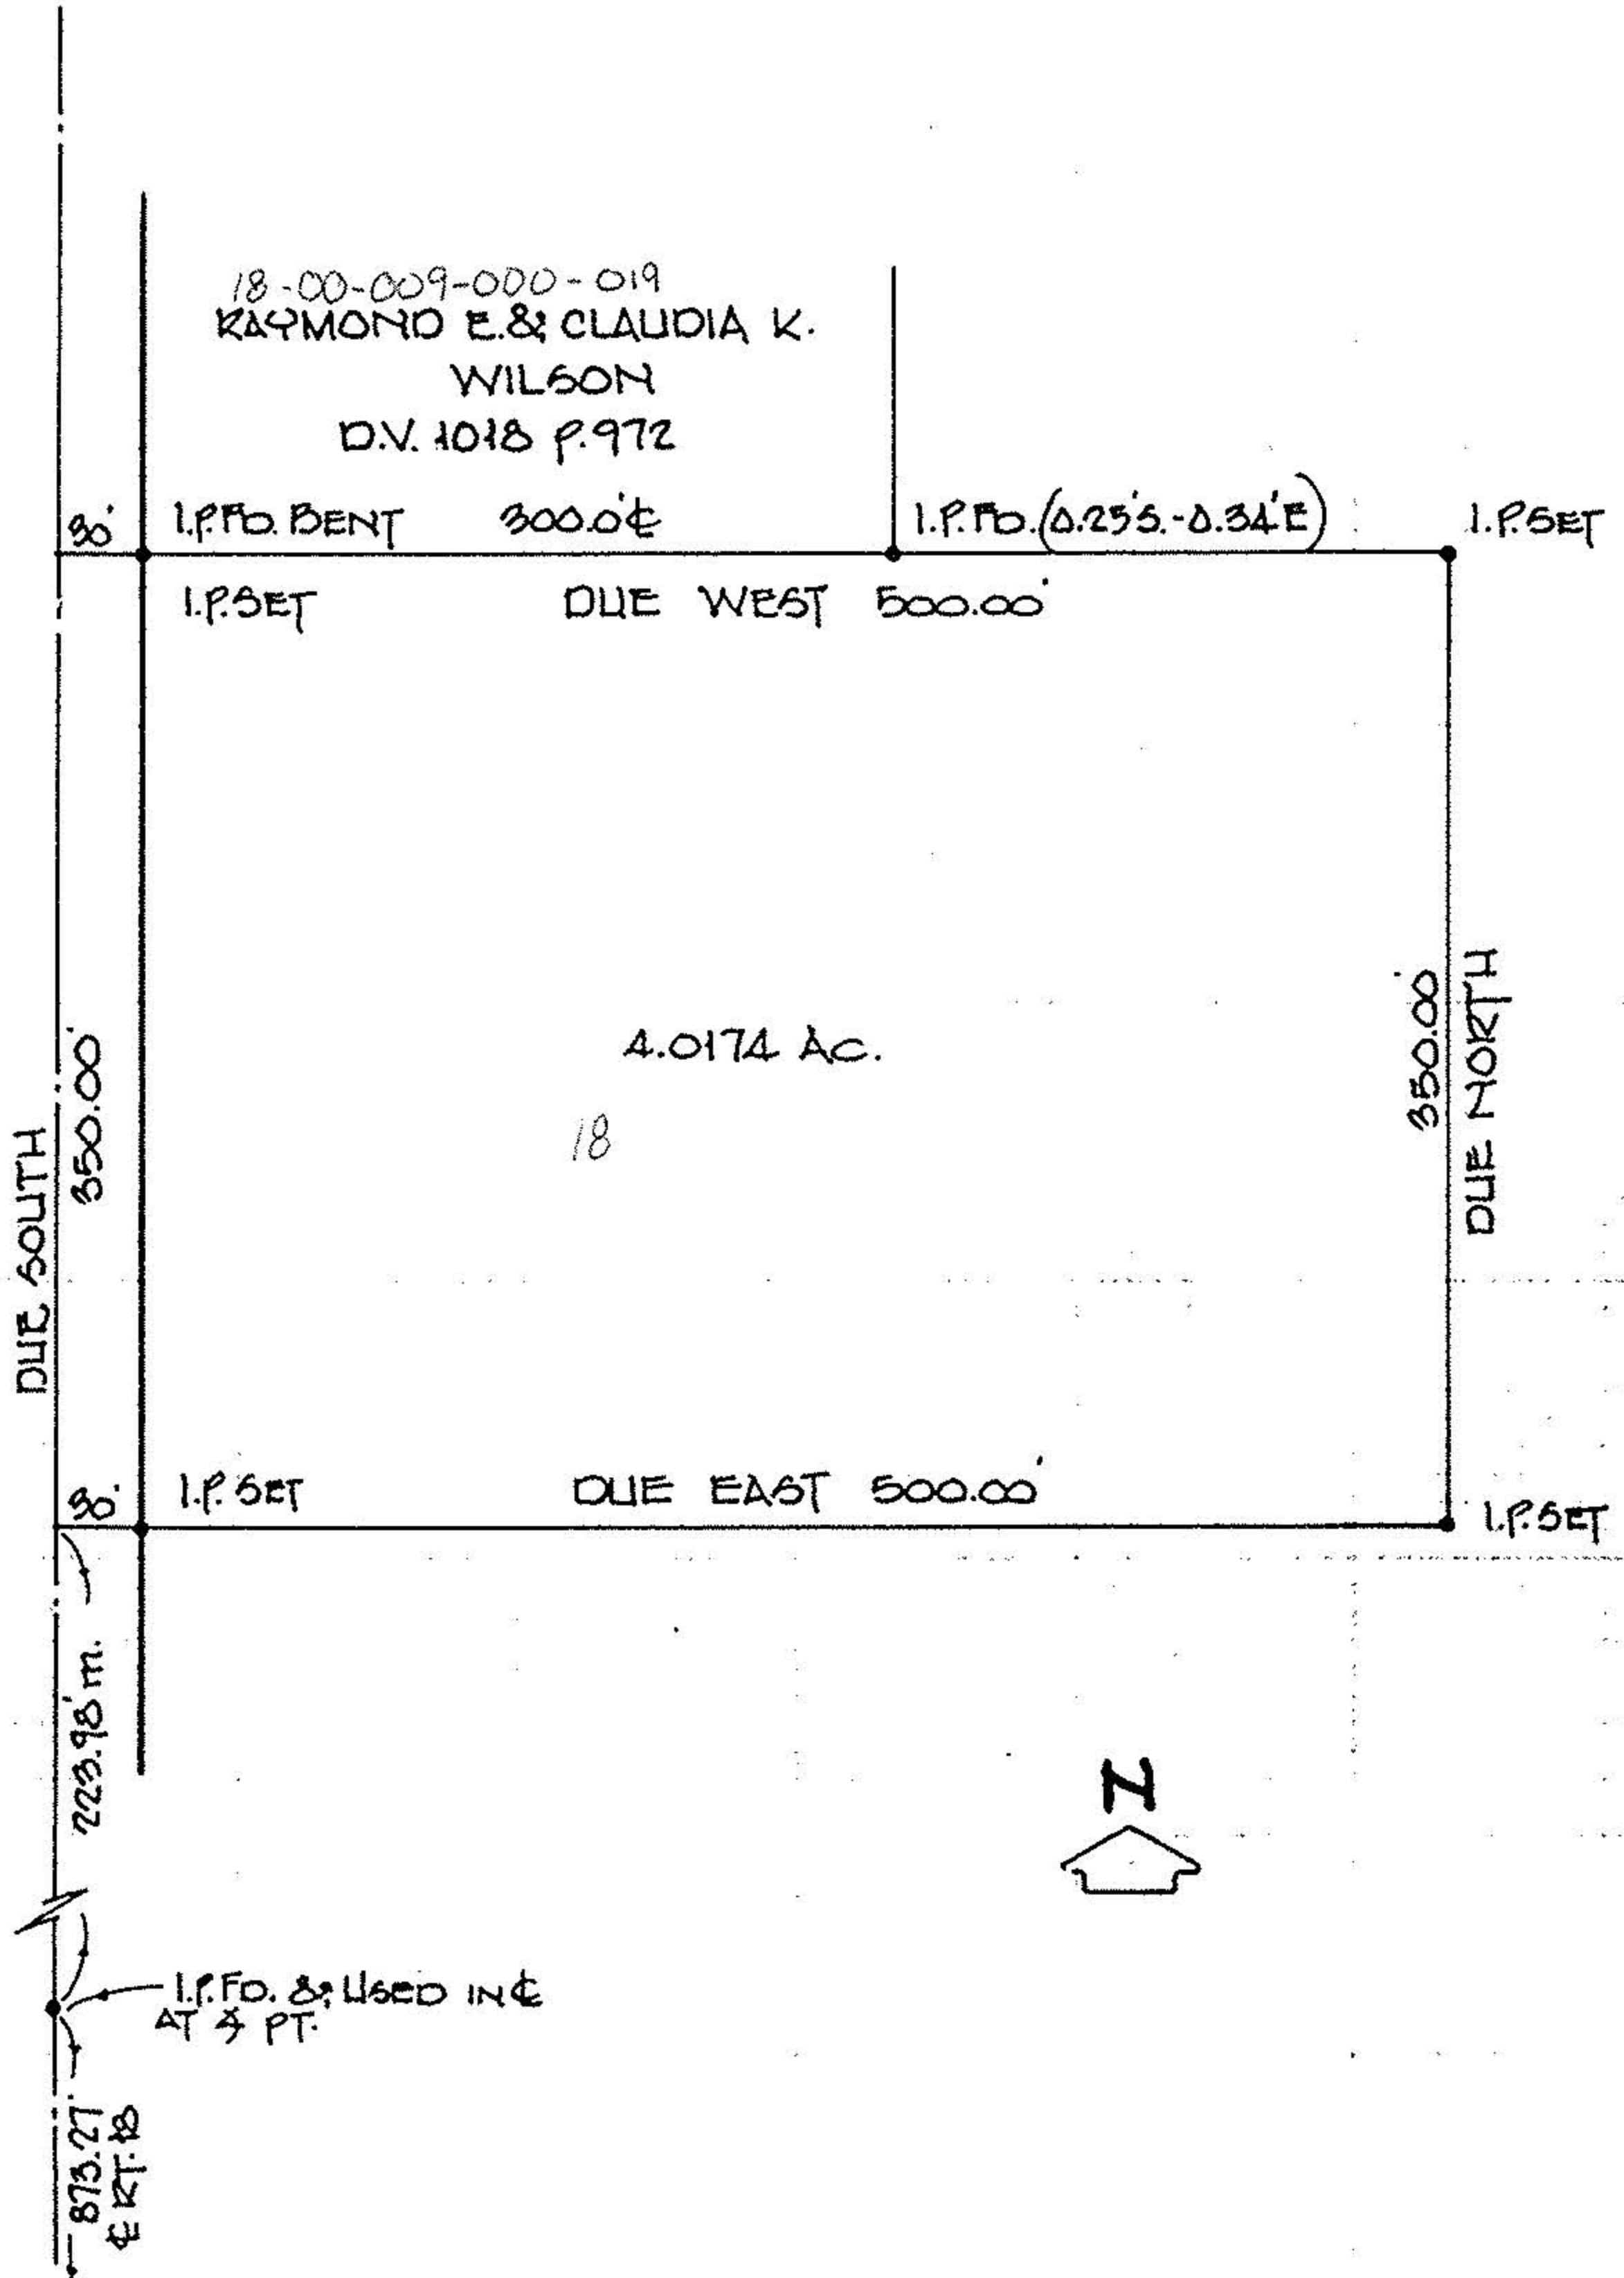 18-00-009-000-019
RAYMOND E. & CLAUDIA K.
WILSON
D.V. 1018 P. 972
30'
I.P. FD. BENT
300.0' ℄
I.P. FD. (0.25'S. - 0.34'E)
I.P. SET
I.P. SET
DUE WEST 500.00'
DUE SOUTH
350.00'
4.0174 AC.
18
350.00'
DUE NORTH
30'
I.P. SET
DUE EAST 500.00'
I.P. SET
223.98' m.
N
I.P. FD. & USED IN ℄
AT ∡ PT.
873.27'
℄ RT. 18